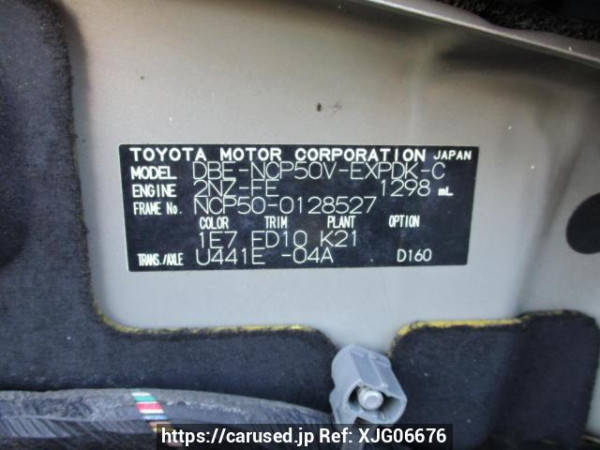 TOYOTA MOTOR CORPORATION JAPAN
MODEL DBE-NCP50V-EXPDK-C
ENGINE 2NZ-FE 1298 mL
FRAME No. NCP50-0128527
COLOR TRIM PLANT OPTION
1E7 FD10 K21
TRANS./AXLE U441E -04A D160
https://carused.jp Ref: XJG06676